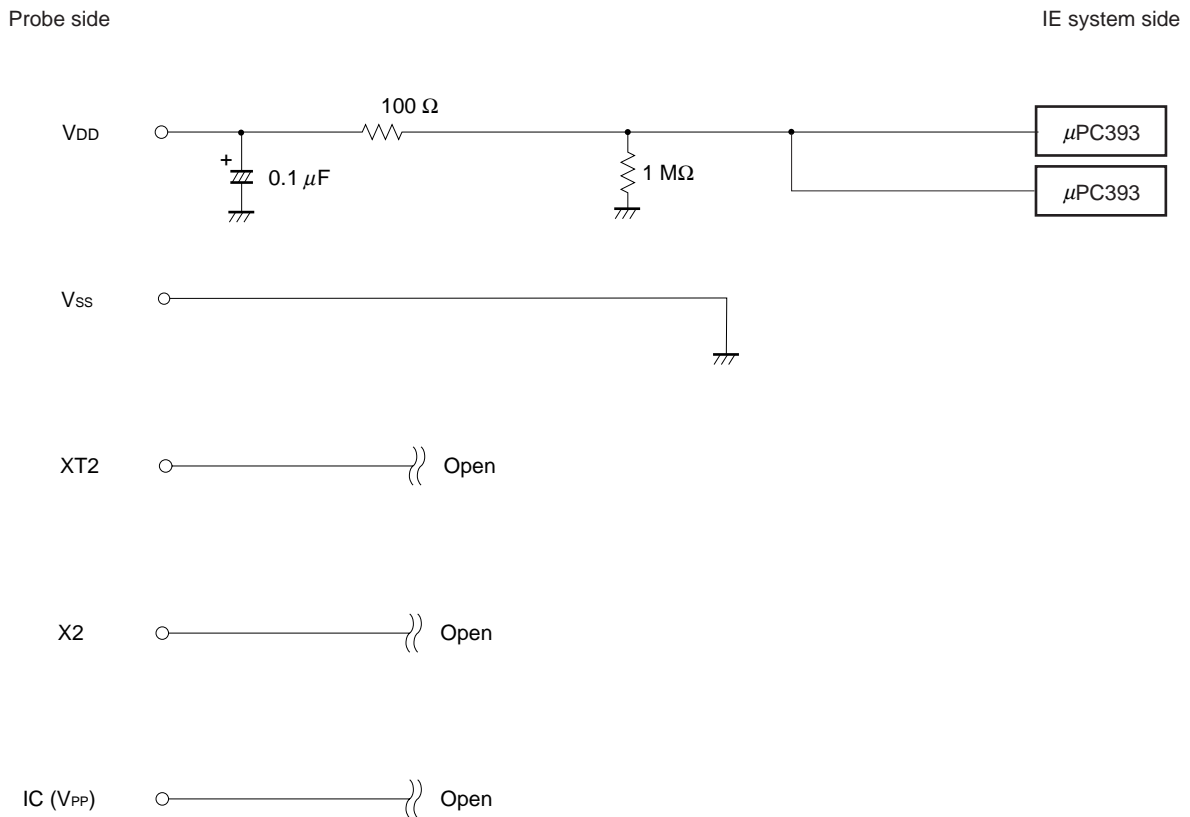 Probe side
IE system side
VDD
100 Ω
μPC393
+
0.1 μF
1 MΩ
μPC393
VSS
XT2
Open
X2
Open
IC (VPP)
Open